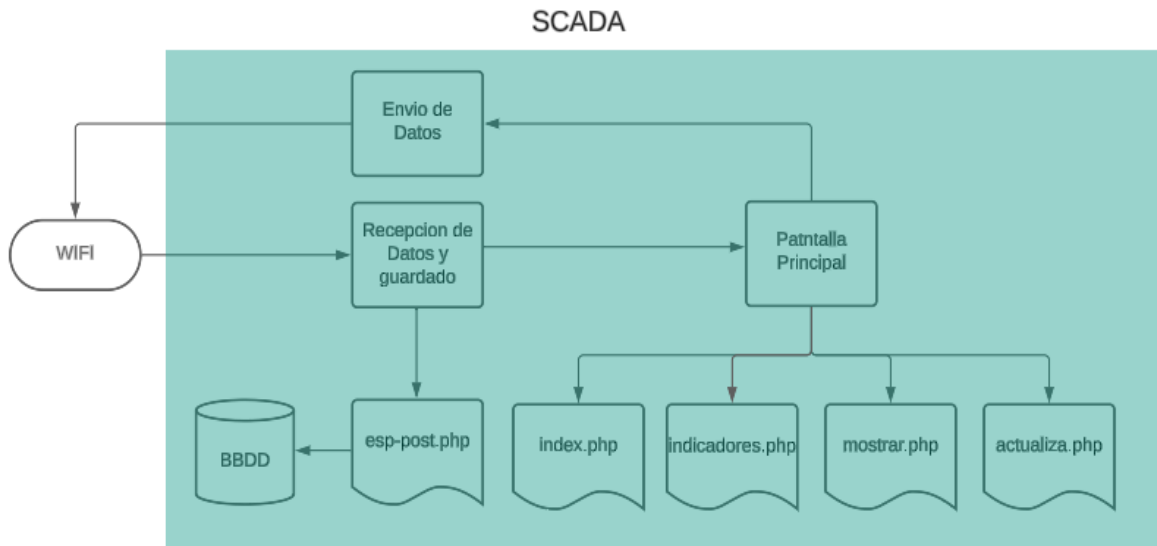 SCADA
Envio de
Datos
WIFI
Recepcion de
Datos y
guardado
Patntalla
Principal
BBDD
esp-post.php
index.php
indicadores.php
mostrar.php
actualiza.php